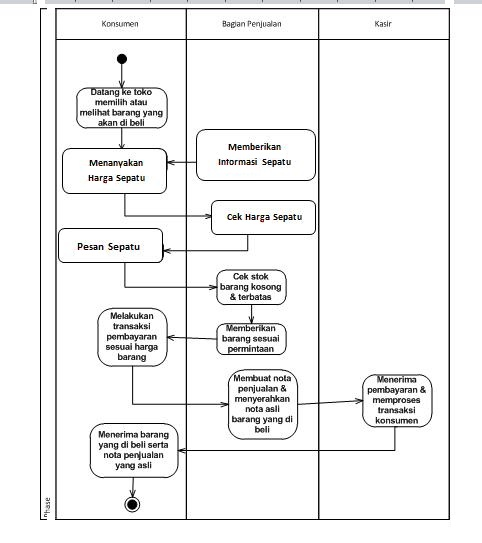 Konsumen
Bagian Penjualan
Kasir
Datang ke toko
memilih atau
melihat barang yang
akan di beli
Memberikan
Informasi Sepatu
Menanyakan
Harga Sepatu
Cek Harga Sepatu
Pesan Sepatu
Cek stok
barang kosong
& terbatas
Memberikan
barang sesuai
permintaan
Melakukan
transaksi
pembayaran
sesuai harga
barang
Membuat nota
penjualan &
menyerahkan
nota asli
barang yang di
beli
Menerima
pembayaran &
memproses
transaksi
konsumen
Menerima barang
yang di beli serta
nota penjualan
yang asli
Phase